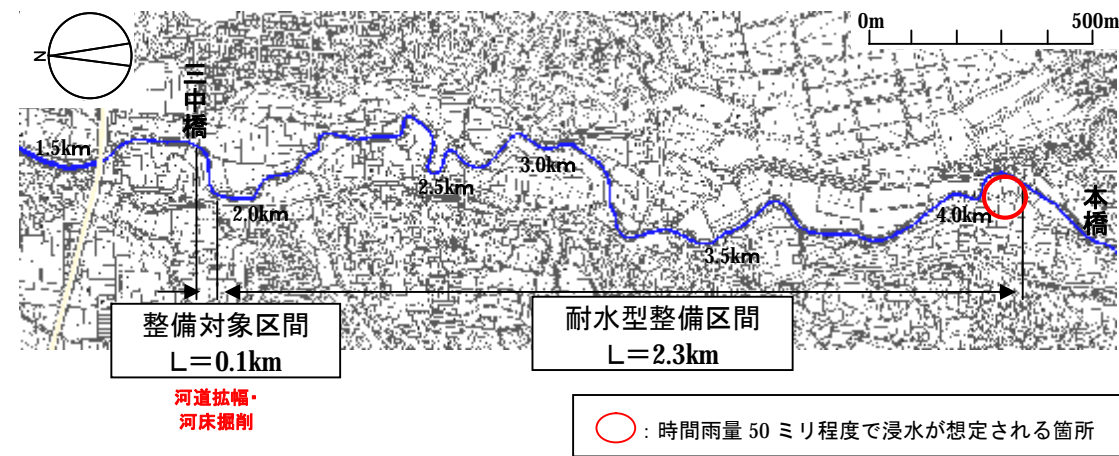 0m 500m
N
三中橋
1.5km
2.0km
2.5km
3.0km
3.5km
4.0km
本橋
整備対象区間
L=0.1km
耐水型整備区間
L=2.3km
河道拡幅・
河床掘削
:時間雨量 50 ミリ程度で浸水が想定される箇所